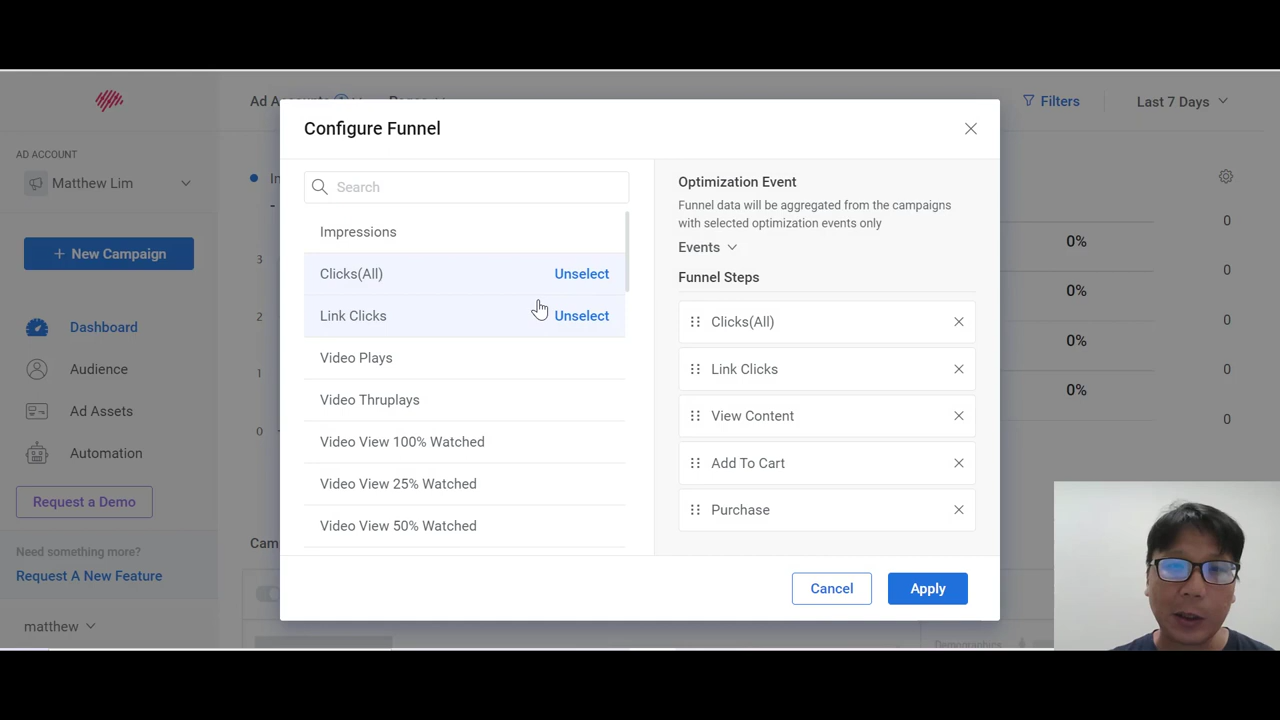 Ad Accounts
Filters
Last 7 Days
AD ACCOUNT
Matthew Lim
New Campaign
Dashboard
Audience
Ad Assets
Automation
Request a Demo
Need something more?
Request A New Feature
matthew
3
2
1
0
Configure Funnel
Search
Impressions
Clicks(All) Unselect
Link Clicks Unselect
Video Plays
Video Thruplays
Video View 100% Watched
Video View 25% Watched
Video View 50% Watched
Optimization Event
Funnel data will be aggregated from the campaigns
with selected optimization events only
Events
Funnel Steps
Clicks(All)
Link Clicks
View Content
Add To Cart
Purchase
Cancel
Apply
0
0%
0
0%
0
0%
0
0%
0
Demographics